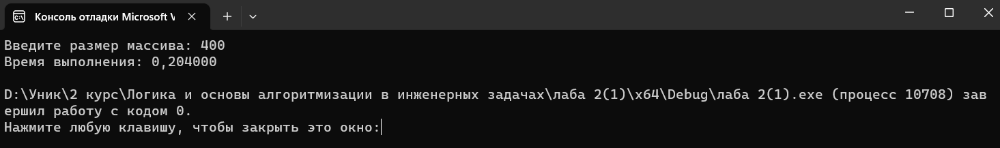 Консоль отладки Microsoft V
Введите размер массива: 400
Время выполнения: 0,204000
D:\Уник\2 курс\Логика и основы алгоритмизации в инженерных задачах\лаба 2(1)\x64\Debug\лаба 2(1).exe (процесс 10708) зав
ершил работу с кодом 0.
Нажмите любую клавишу, чтобы закрыть это окно: